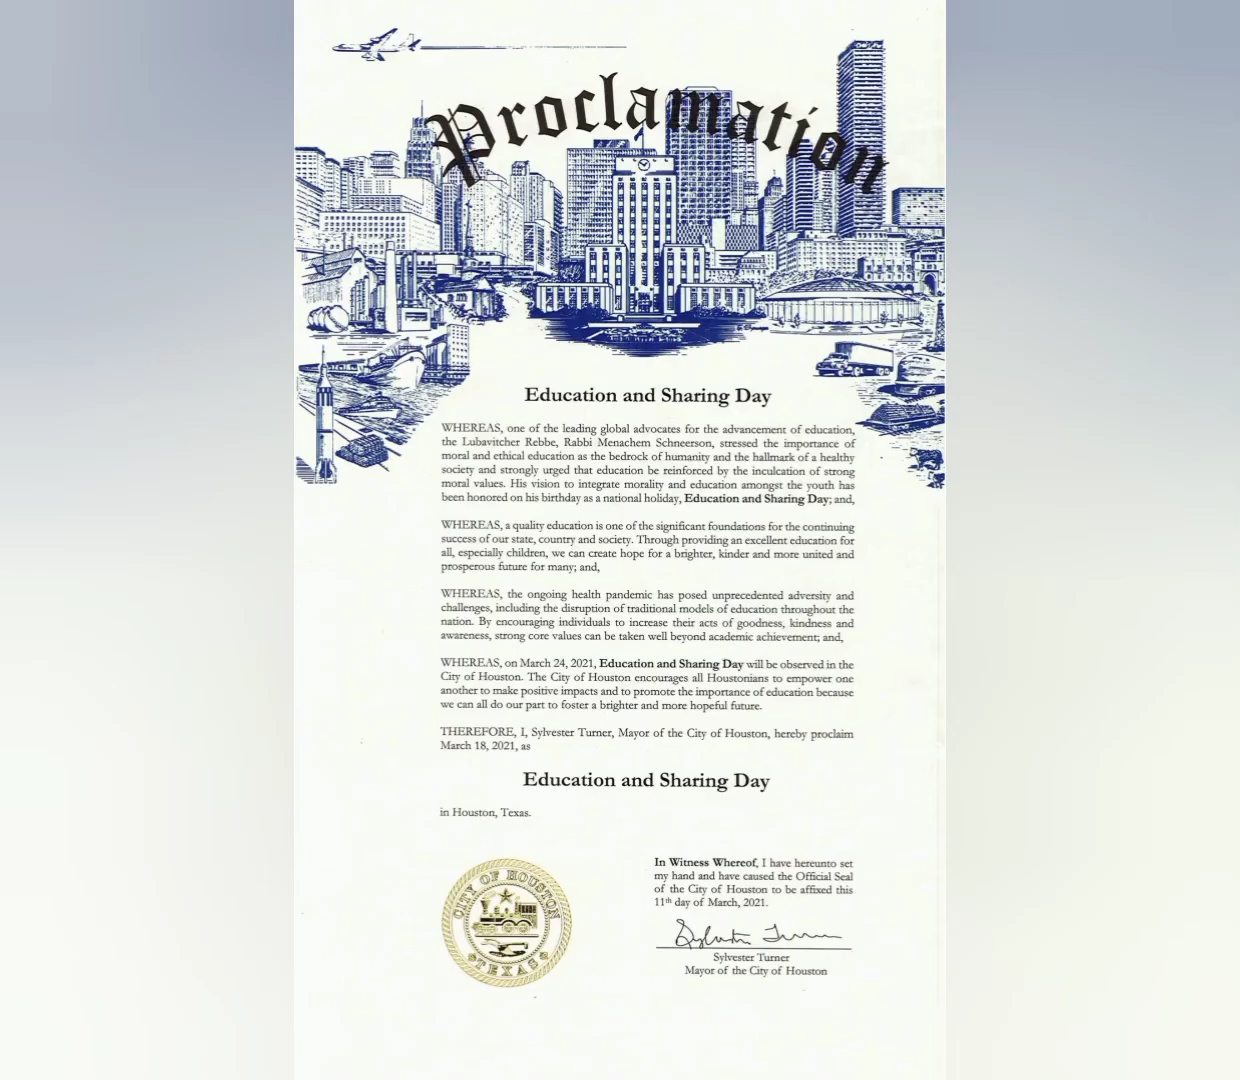 Proclamation
Education and Sharing Day
WHEREAS, one of the leading global advocates for the advancement of education,
the Lubavitcher Rebbe, Rabbi Menachem Schneerson, stressed the importance of
moral and ethical education as the bedrock of humanity and the hallmark of a healthy
society and strongly urged that education be reinforced by the inculcation of strong
moral values. His vision to integrate morality and education amongst the youth has
been honored on his birthday as a national holiday, Education and Sharing Day; and,
WHEREAS, a quality education is one of the significant foundations for the continuing
success of our state, country and society. Through providing an excellent education for
all, especially children, we can create hope for a brighter, kinder and more united and
prosperous future for many; and,
WHEREAS, the ongoing health pandemic has posed unprecedented adversity and
challenges, including the disruption of traditional models of education throughout the
nation. By encouraging individuals to increase their acts of goodness, kindness and
awareness, strong core values can be taken well beyond academic achievement; and,
WHEREAS, on March 24, 2021, Education and Sharing Day will be observed in the
City of Houston. The City of Houston encourages all Houstonians to empower one
another to make positive impacts and to promote the importance of education because
we can all do our part to foster a brighter and more hopeful future.
THEREFORE, I, Sylvester Turner, Mayor of the City of Houston, hereby proclaim
March 18, 2021, as
Education and Sharing Day
in Houston, Texas.
CITY OF HOUSTON
TEXAS
In Witness Whereof, I have hereunto set
my hand and have caused the Official Seal
of the City of Houston to be affixed this
11th day of March, 2021.
Sylvester Turner
Sylvester Turner
Mayor of the City of Houston